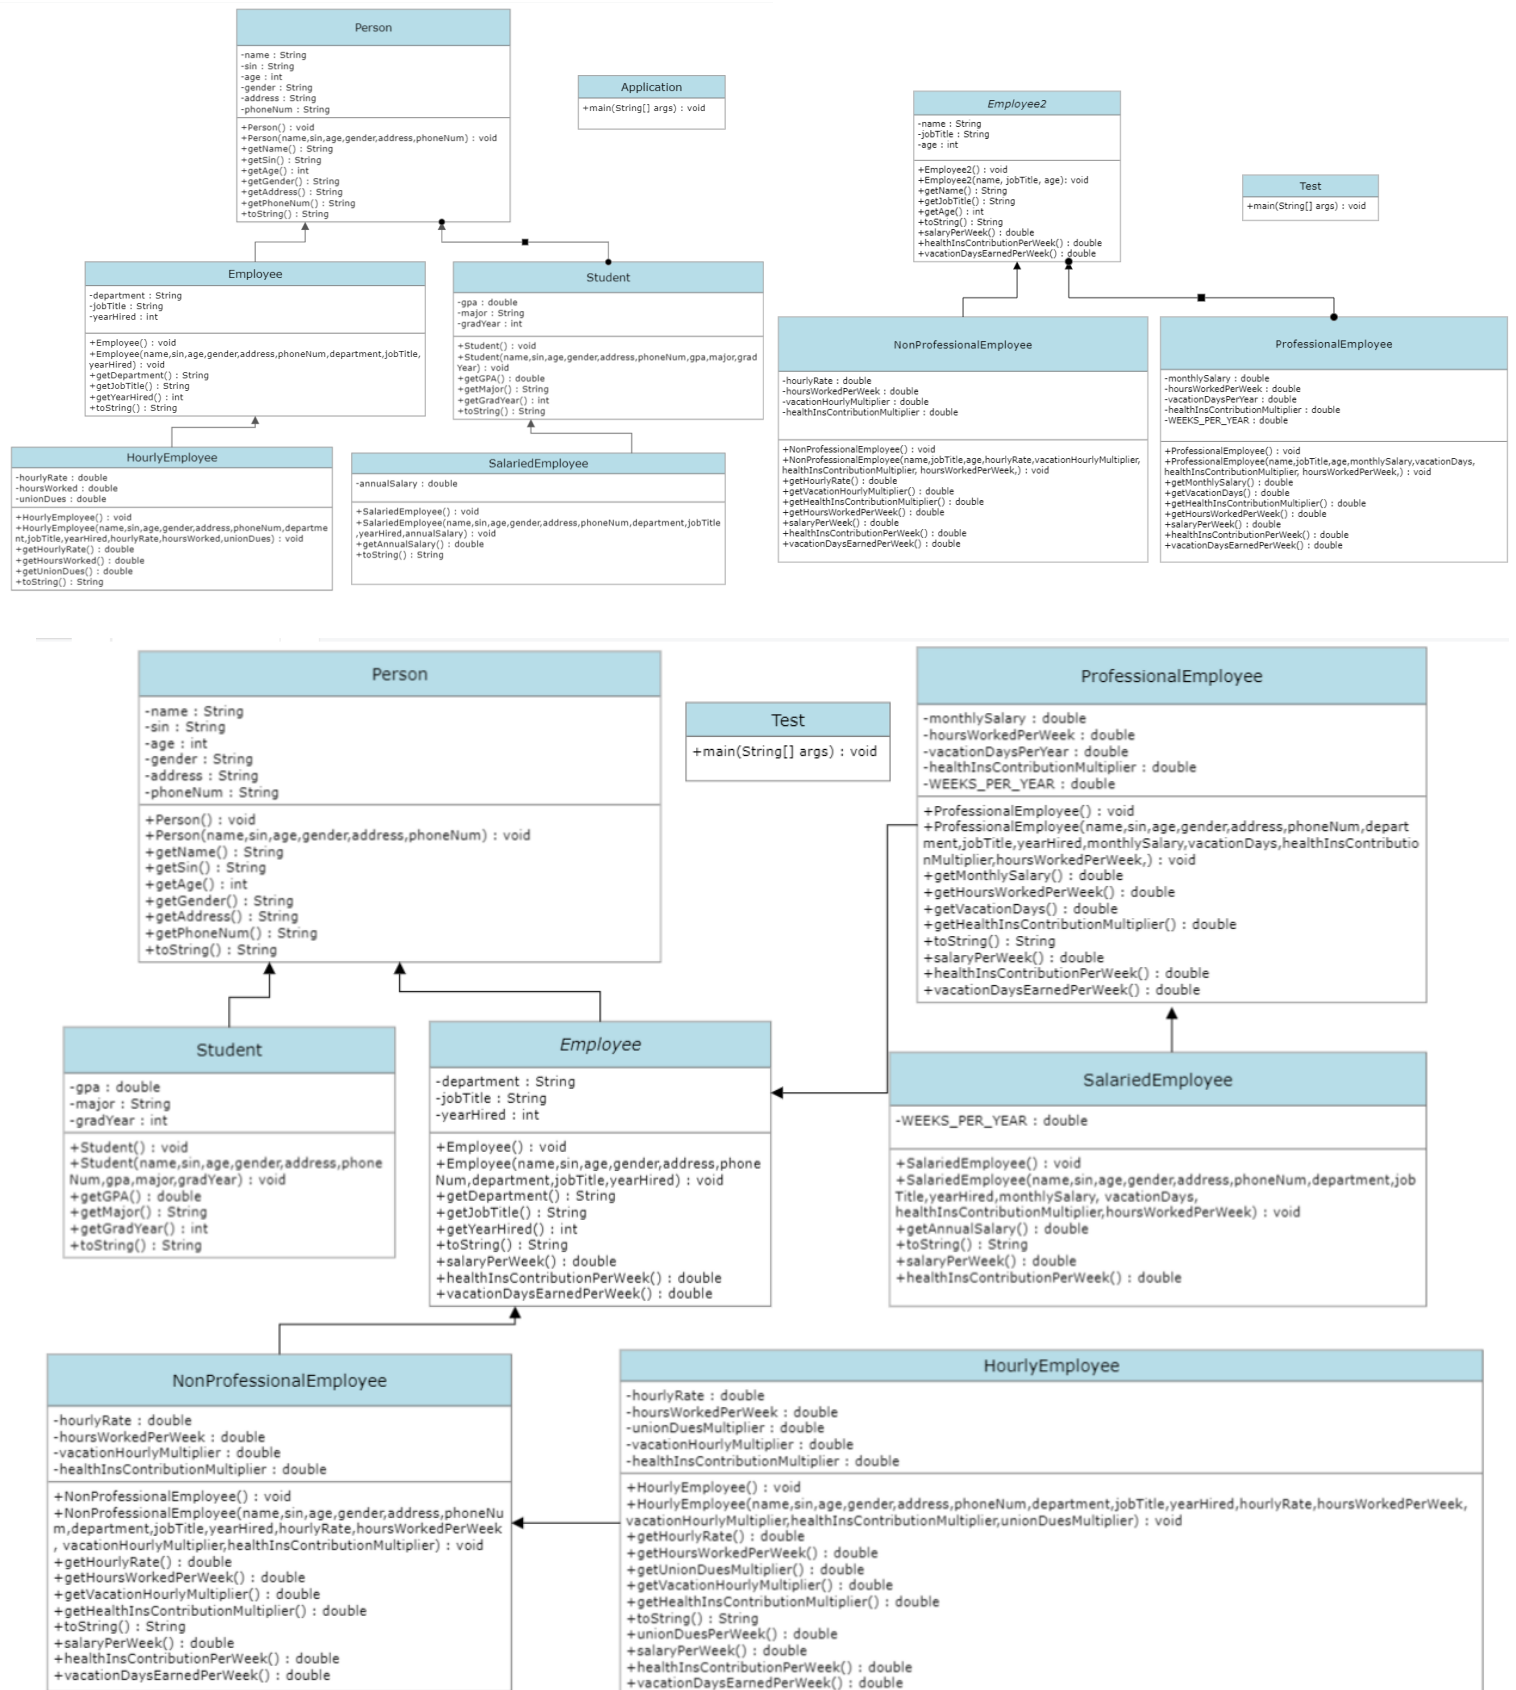 Person
-name : String
-sin : String
-age : int
-gender : String
-address : String
-phoneNum : String
+Person() : void
+Person(name,sin,age,gender,address,phoneNum) : void
+getName() : String
+getSin() : String
+getAge() : int
+getGender() : String
+getAddress() : String
+getPhoneNum() : String
+toString() : String
Application
+main(String[] args) : void
Employee
-department : String
-jobTitle : String
-yearHired : int
+Employee() : void
+Employee(name,sin,age,gender,address,phoneNum,department,jobTitle,
yearHired) : void
+getDepartment() : String
+getJobTitle() : String
+getYearHired() : int
+toString() : String
Student
-gpa : double
-major : String
-gradYear : int
+Student() : void
+Student(name,sin,age,gender,address,phoneNum,gpa,major,grad
Year) : void
+getGPA() : double
+getMajor() : String
+getGradYear() : int
+toString() : String
HourlyEmployee
-hourlyRate : double
-hoursWorked : double
-unionDues : double
+HourlyEmployee() : void
+HourlyEmployee(name,sin,age,gender,address,phoneNum,departme
nt,jobTitle,yearHired,hourlyRate,hoursWorked,unionDues) : void
+getHourlyRate() : double
+getHoursWorked() : double
+getUnionDues() : double
+toString() : String
SalariedEmployee
-annualSalary : double
+SalariedEmployee() : void
+SalariedEmployee(name,sin,age,gender,address,phoneNum,department,jobTitle
,yearHired,annualSalary) : void
+getAnnualSalary() : double
+toString() : String
Employee2
-name : String
-jobTitle : String
-age : int
+Employee2() : void
+Employee2(name, jobTitle, age): void
+getName() : String
+getJobTitle() : String
+getAge() : int
+toString() : String
+salaryPerWeek() : double
+healthInsContributionPerWeek() : double
+vacationDaysEarnedPerWeek() : double
Test
+main(String[] args) : void
NonProfessionalEmployee
-hourlyRate : double
-hoursWorkedPerWeek : double
-vacationHourlyMultiplier : double
-healthInsContributionMultiplier : double
+NonProfessionalEmployee() : void
+NonProfessionalEmployee(name,jobTitle,age,hourlyRate,vacationHourlyMultiplier,
healthInsContributionMultiplier, hoursWorkedPerWeek,) : void
+getHourlyRate() : double
+getVacationHourlyMultiplier() : double
+getHealthInsContributionMultiplier() : double
+getHoursWorkedPerWeek() : double
+salaryPerWeek() : double
+healthInsContributionPerWeek() : double
+vacationDaysEarnedPerWeek() : double
ProfessionalEmployee
-monthlySalary : double
-hoursWorkedPerWeek : double
-vacationDaysPerYear : double
-healthInsContributionMultiplier : double
-WEEKS_PER_YEAR : double
+ProfessionalEmployee() : void
+ProfessionalEmployee(name,jobTitle,age,monthlySalary,vacationDays,
healthInsContributionMultiplier, hoursWorkedPerWeek,) : void
+getMonthlySalary() : double
+getVacationDays() : double
+getHealthInsContributionMultiplier() : double
+getHoursWorkedPerWeek() : double
+salaryPerWeek() : double
+healthInsContributionPerWeek() : double
+vacationDaysEarnedPerWeek() : double
Person
-name : String
-sin : String
-age : int
-gender : String
-address : String
-phoneNum : String
+Person() : void
+Person(name,sin,age,gender,address,phoneNum) : void
+getName() : String
+getSin() : String
+getAge() : int
+getGender() : String
+getAddress() : String
+getPhoneNum() : String
+toString() : String
Test
+main(String[] args) : void
ProfessionalEmployee
-monthlySalary : double
-hoursWorkedPerWeek : double
-vacationDaysPerYear : double
-healthInsContributionMultiplier : double
-WEEKS_PER_YEAR : double
+ProfessionalEmployee() : void
+ProfessionalEmployee(name,sin,age,gender,address,phoneNum,depart
ment,jobTitle,yearHired,monthlySalary,vacationDays,healthInsContributio
nMultiplier,hoursWorkedPerWeek,) : void
+getMonthlySalary() : double
+getHoursWorkedPerWeek() : double
+getVacationDays() : double
+getHealthInsContributionMultiplier() : double
+toString() : String
+salaryPerWeek() : double
+healthInsContributionPerWeek() : double
+vacationDaysEarnedPerWeek() : double
Student
-gpa : double
-major : String
-gradYear : int
+Student() : void
+Student(name,sin,age,gender,address,phone
Num,gpa,major,gradYear) : void
+getGPA() : double
+getMajor() : String
+getGradYear() : int
+toString() : String
Employee
-department : String
-jobTitle : String
-yearHired : int
+Employee() : void
+Employee(name,sin,age,gender,address,phone
Num,department,jobTitle,yearHired) : void
+getDepartment() : String
+getJobTitle() : String
+getYearHired() : int
+toString() : String
+salaryPerWeek() : double
+healthInsContributionPerWeek() : double
+vacationDaysEarnedPerWeek() : double
SalariedEmployee
-WEEKS_PER_YEAR : double
+SalariedEmployee() : void
+SalariedEmployee(name,sin,age,gender,address,phoneNum,department,job
Title,yearHired,monthlySalary, vacationDays,
healthInsContributionMultiplier,hoursWorkedPerWeek) : void
+getAnnualSalary() : double
+toString() : String
+salaryPerWeek() : double
+healthInsContributionPerWeek() : double
NonProfessionalEmployee
-hourlyRate : double
-hoursWorkedPerWeek : double
-vacationHourlyMultiplier : double
-healthInsContributionMultiplier : double
+NonProfessionalEmployee() : void
+NonProfessionalEmployee(name,sin,age,gender,address,phoneNu
m,department,jobTitle,yearHired,hourlyRate,hoursWorkedPerWeek
, vacationHourlyMultiplier,healthInsContributionMultiplier) : void
+getHourlyRate() : double
+getHoursWorkedPerWeek() : double
+getVacationHourlyMultiplier() : double
+getHealthInsContributionMultiplier() : double
+toString() : String
+salaryPerWeek() : double
+healthInsContributionPerWeek() : double
+vacationDaysEarnedPerWeek() : double
HourlyEmployee
-hourlyRate : double
-hoursWorkedPerWeek : double
-unionDuesMultiplier : double
-vacationHourlyMultiplier : double
-healthInsContributionMultiplier : double
+HourlyEmployee() : void
+HourlyEmployee(name,sin,age,gender,address,phoneNum,department,jobTitle,yearHired,hourlyRate,hoursWorkedPerWeek,
vacationHourlyMultiplier,healthInsContributionMultiplier,unionDuesMultiplier) : void
+getHourlyRate() : double
+getHoursWorkedPerWeek() : double
+getUnionDuesMultiplier() : double
+getVacationHourlyMultiplier() : double
+getHealthInsContributionMultiplier() : double
+toString() : String
+unionDuesPerWeek() : double
+salaryPerWeek() : double
+healthInsContributionPerWeek() : double
+vacationDaysEarnedPerWeek() : double